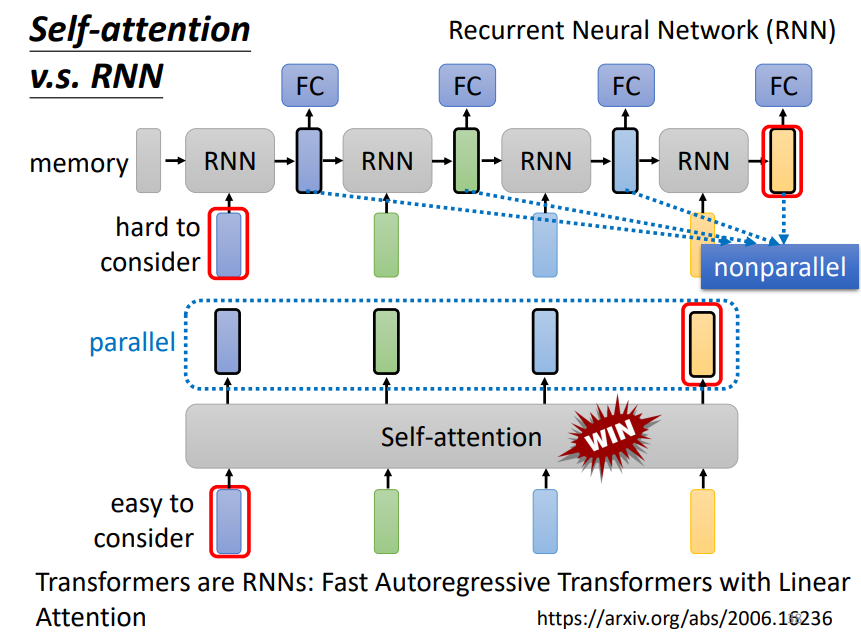 Self-attention
v.s. RNN
Recurrent Neural Network (RNN)
FC
FC
FC
FC
memory
RNN
RNN
RNN
RNN
hard to
consider
nonparallel
parallel
Self-attention
WIN
easy to
consider
Transformers are RNNs: Fast Autoregressive Transformers with Linear
Attention
https://arxiv.org/abs/2006.16236